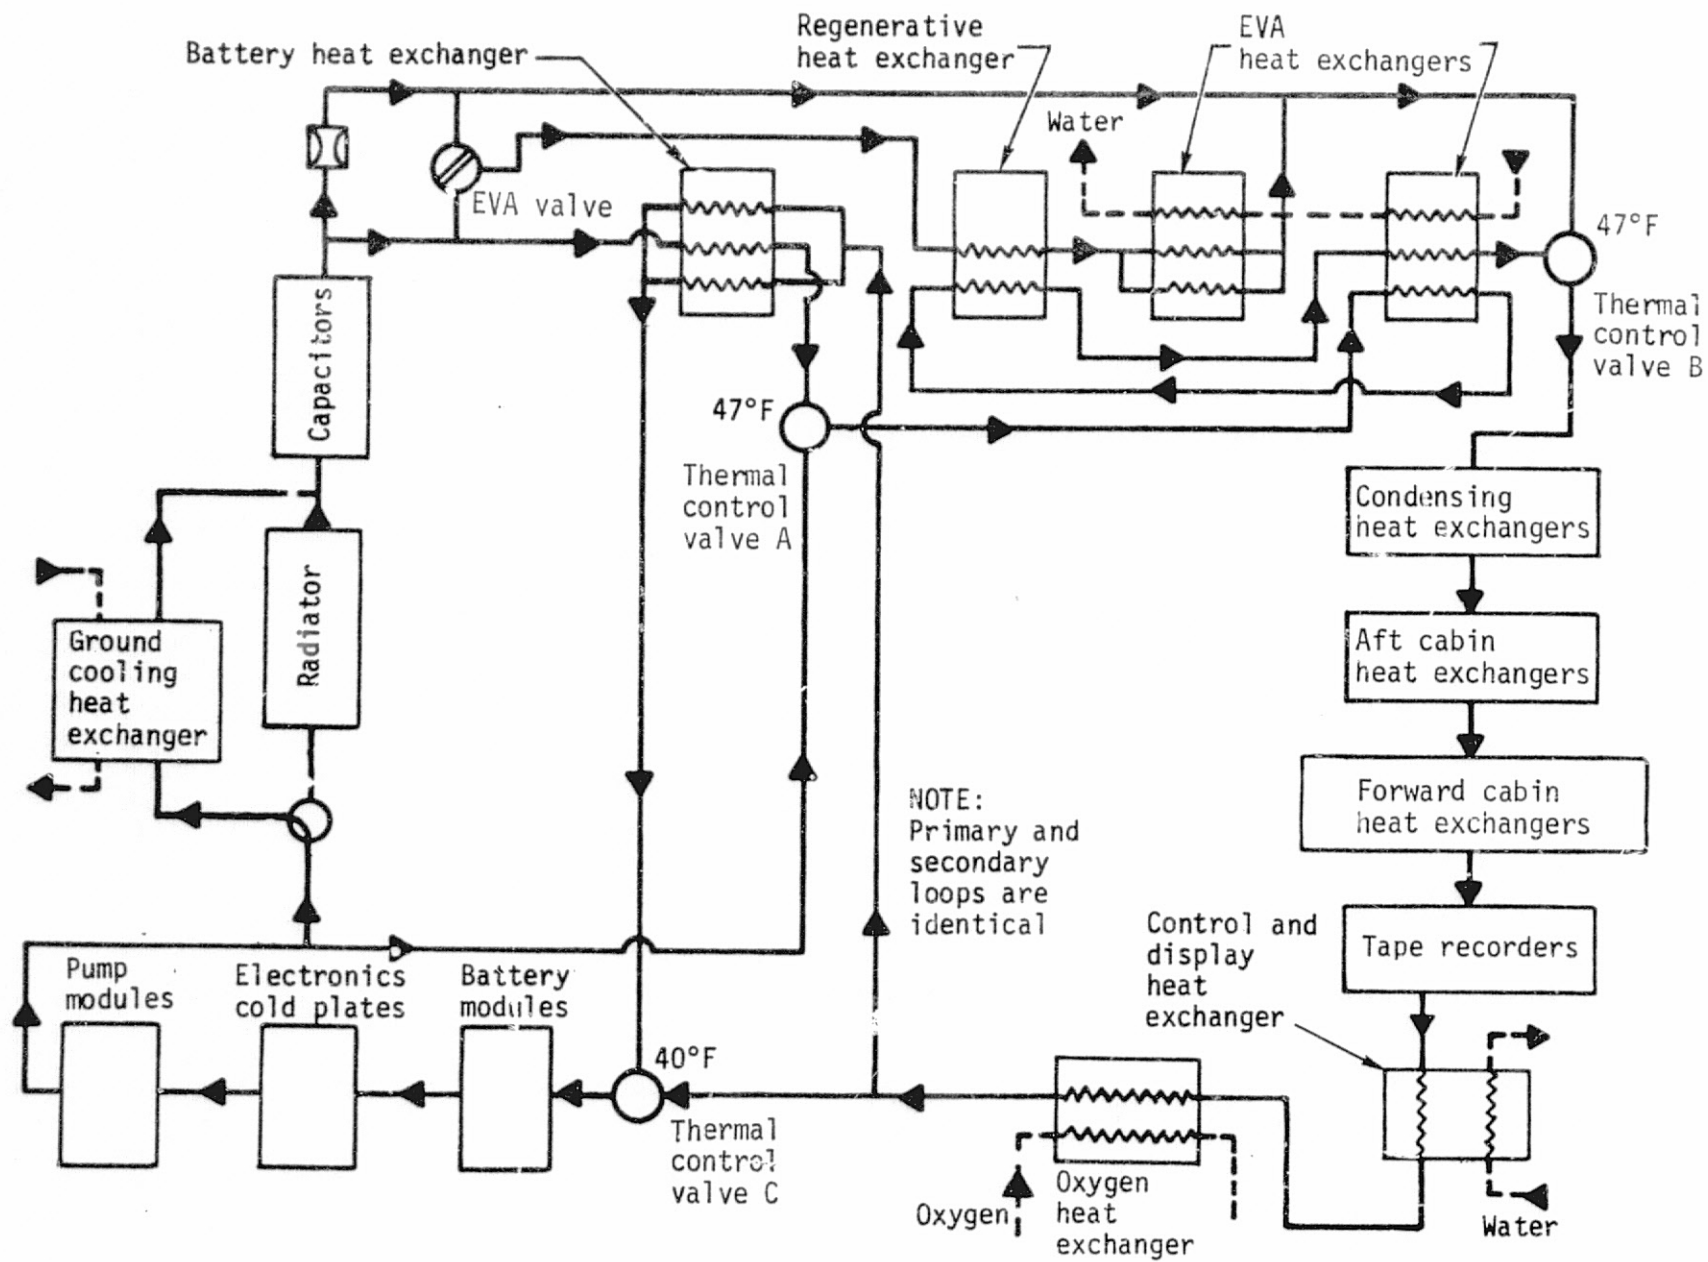 Battery heat exchanger
Regenerative
heat exchanger
EVA
heat exchangers
Water
EVA valve
47°F
Thermal
control
valve B
Capacitors
47°F
Thermal
control
valve A
Condensing
heat exchangers
Radiator
Ground
cooling
heat
exchanger
Aft cabin
heat exchangers
Forward cabin
heat exchangers
NOTE:
Primary and
secondary
loops are
identical
Tape recorders
Control and
display
heat
exchanger
Pump
modules
Electronics
cold plates
Battery
modules
40°F
Thermal
control
valve C
Oxygen
Oxygen
heat
exchanger
Water